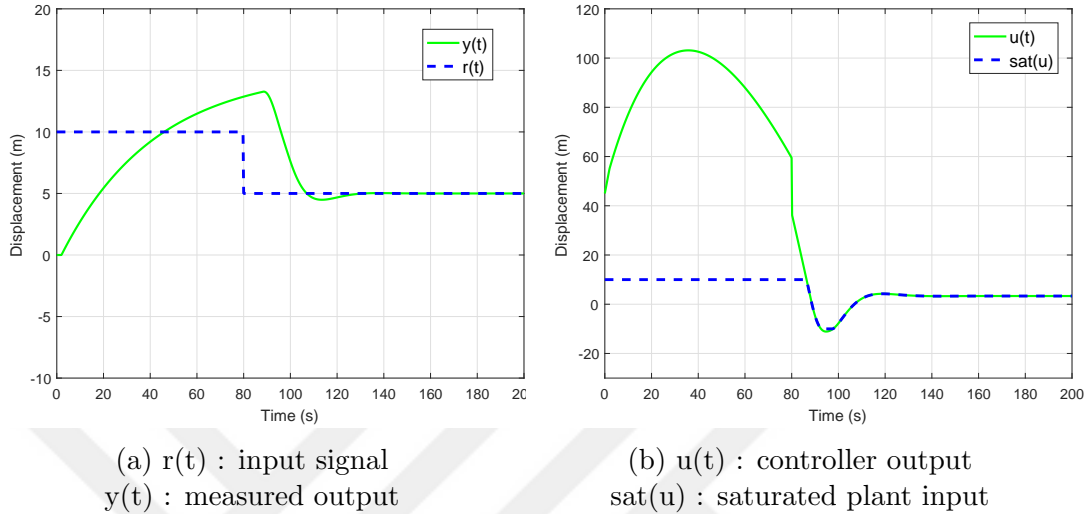 20
15
10
5
0
-5
-10
Displacement (m)
0 20 40 60 80 100 120 140 160 180 20
Time (s)
y(t)
r(t)
120
100
80
60
40
20
0
-20
Displacement (m)
0 20 40 60 80 100 120 140 160 180 200
Time (s)
u(t)
sat(u)
(a) r(t) : input signal
y(t) : measured output
(b) u(t) : controller output
sat(u) : saturated plant input